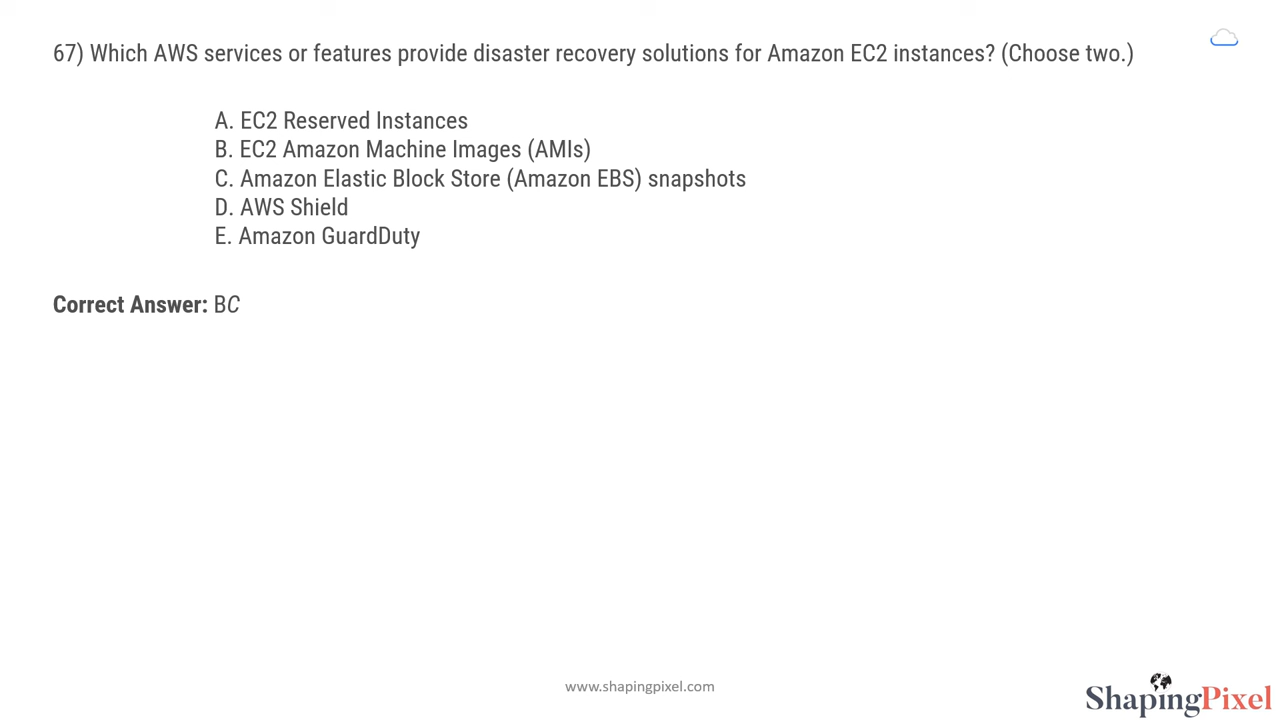 67) Which AWS services or features provide disaster recovery solutions for Amazon EC2 instances? (Choose two.)
A. EC2 Reserved Instances
B. EC2 Amazon Machine Images (AMIs)
C. Amazon Elastic Block Store (Amazon EBS) snapshots
D. AWS Shield
E. Amazon GuardDuty
Correct Answer: BC
www.shapingpixel.com
ShapingPixel